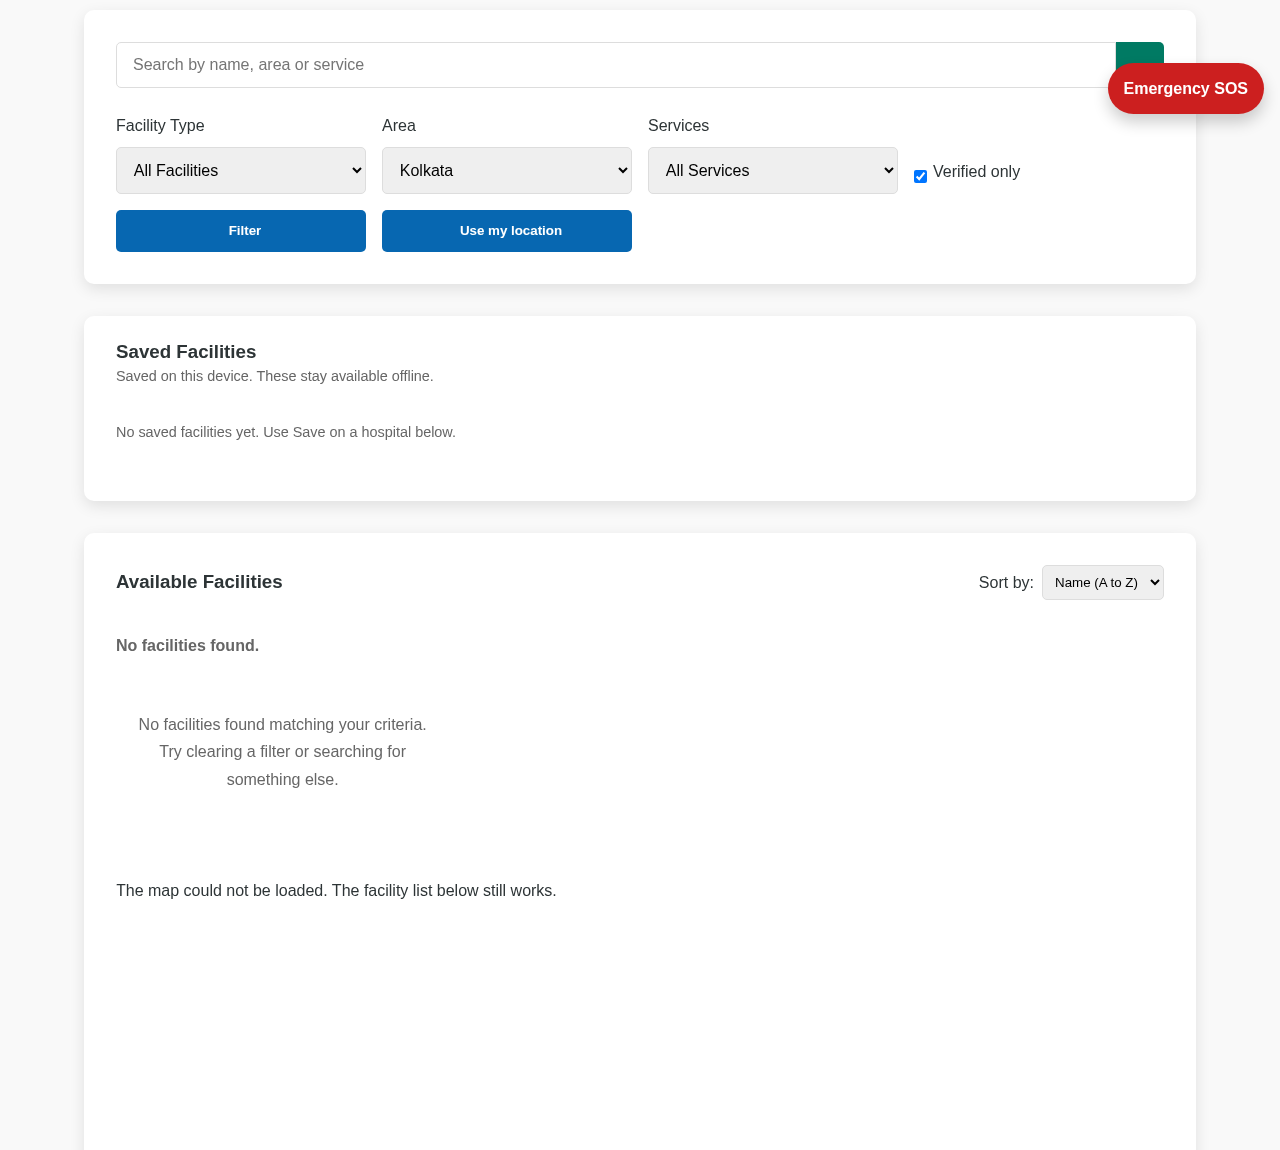 Search by name, area or service
Emergency SOS
Facility Type
Area
Services
All Facilities
Kolkata
All Services
Verified only
Filter
Use my location
Saved Facilities
Saved on this device. These stay available offline.
No saved facilities yet. Use Save on a hospital below.
Available Facilities
Sort by:
Name (A to Z)
No facilities found.
No facilities found matching your criteria.
Try clearing a filter or searching for
something else.
The map could not be loaded. The facility list below still works.